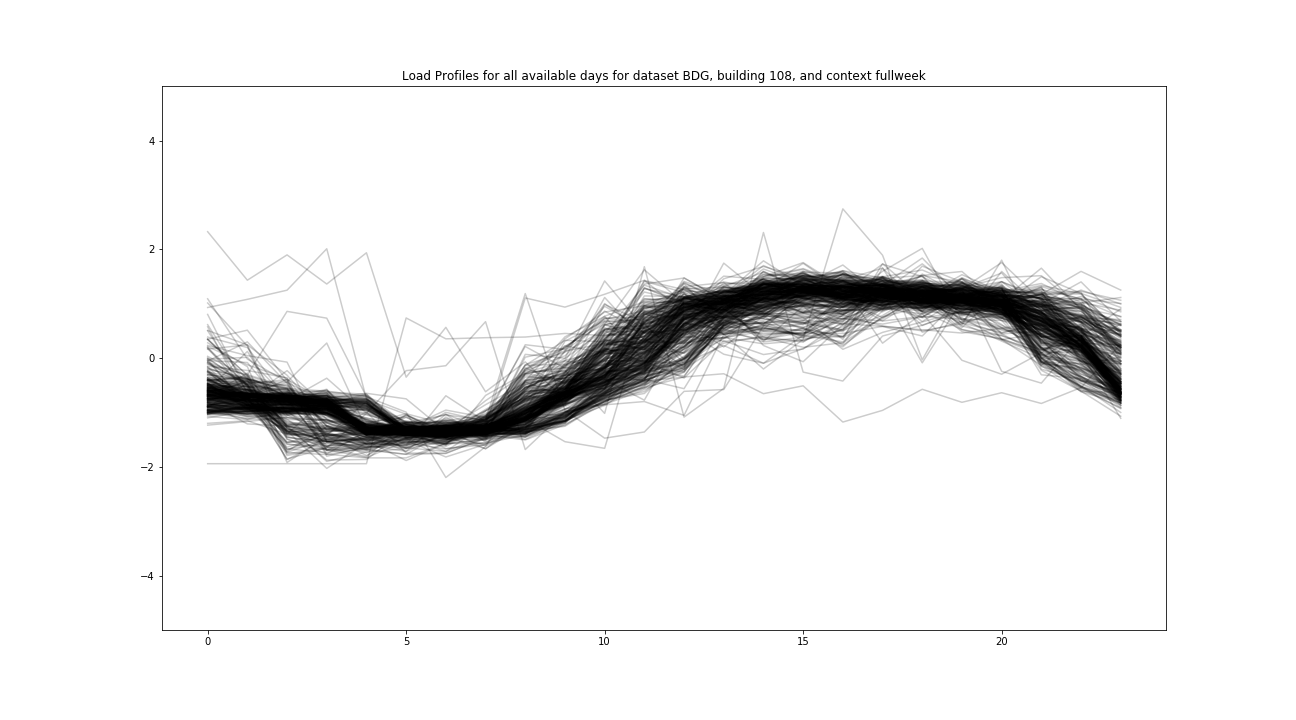 Load Profiles for all available days for dataset BDG, building 108, and context fullweek
4
2
0
−2
−4
0 5 10 15 20